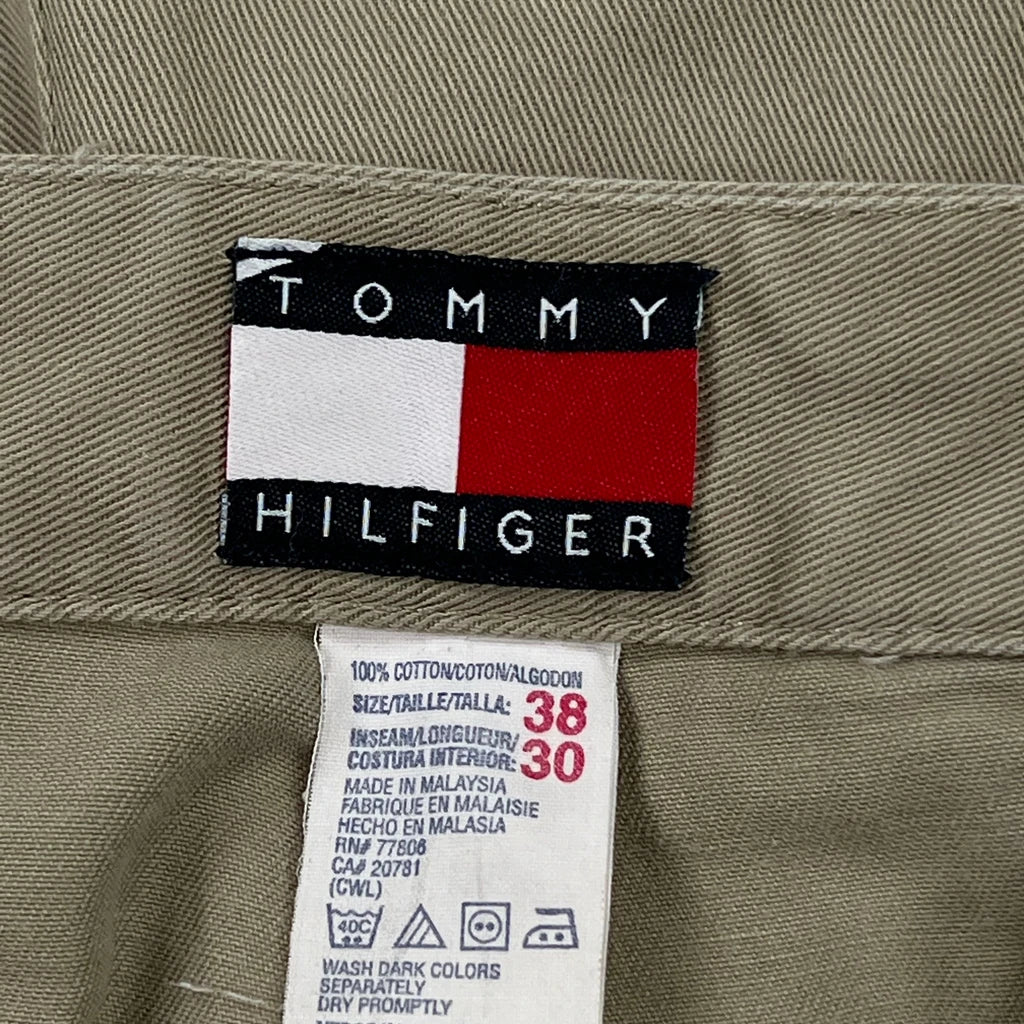 TOMMY
HILFIGER
100% COTTON/COTON/ALGODON
SIZE/TAILLE/TALLA: 38
INSEAM/LONGUEUR/
COSTURA INTERIOR: 30
MADE IN MALAYSIA
FABRIQUE EN MALAISIE
HECHO EN MALASIA
RN# 77806
CA# 20781
(CWL)
40C
WASH DARK COLORS
SEPARATELY
DRY PROMPTLY